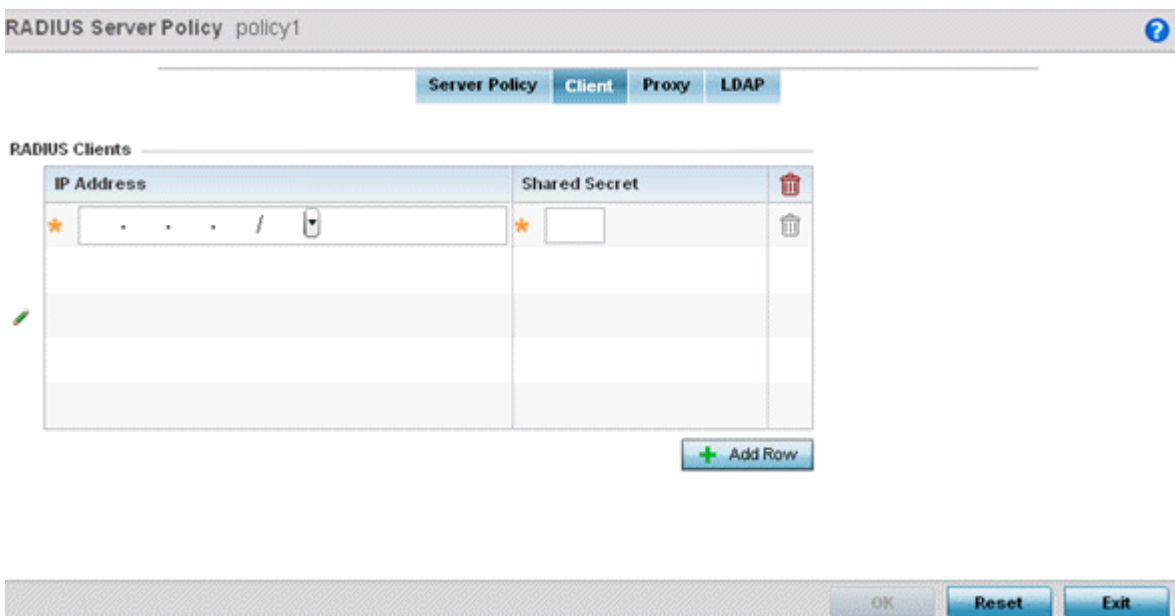 RADIUS Server Policy policy1 ?
Server Policy Client Proxy LDAP
RADIUS Clients
IP Address Shared Secret
* . . . / *
+ Add Row
OK Reset Exit